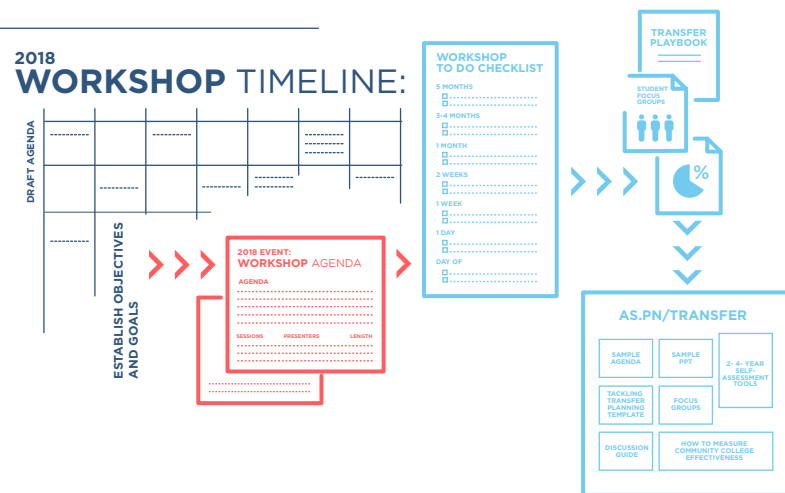 2018
WORKSHOP TIMELINE:
DRAFT AGENDA
ESTABLISH OBJECTIVES
AND GOALS
2018 EVENT:
WORKSHOP AGENDA
AGENDA
SESSIONS PRESENTERS LENGTH
WORKSHOP
TO DO CHECKLIST
5 MONTHS
3-4 MONTHS
1 MONTH
2 WEEKS
1 WEEK
1 DAY
DAY OF
TRANSFER
PLAYBOOK
STUDENT
FOCUS
GROUPS
%
AS.PN/TRANSFER
SAMPLE
AGENDA
SAMPLE
PPT
2- 4- YEAR
SELF-
ASSESSMENT
TOOLS
TACKLING
TRANSFER
PLANNING
TEMPLATE
FOCUS
GROUPS
DISCUSSION
GUIDE
HOW TO MEASURE
COMMUNITY COLLEGE
EFFECTIVENESS